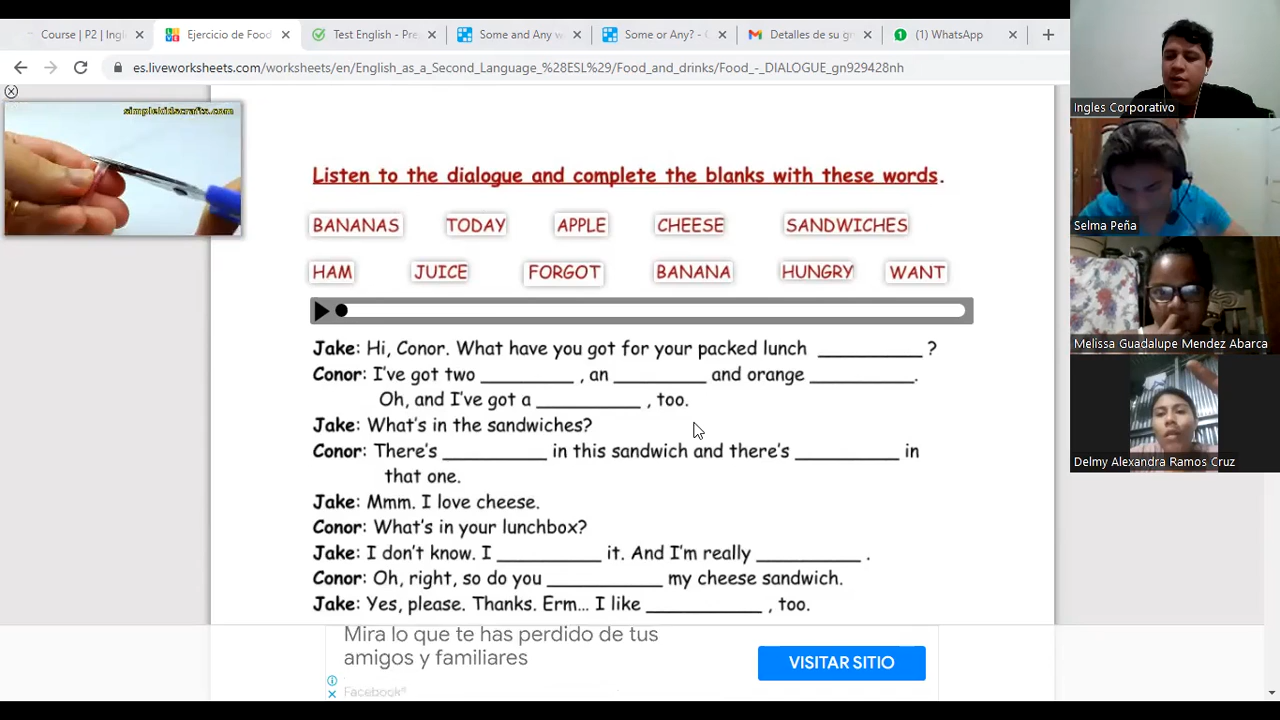 Course | P2 | Ingl
Ejercicio de Food
Test English - Pre
Some and Any w
Some or Any? - G
Detalles de su gr
(1) WhatsApp
es.liveworksheets.com/worksheets/en/English_as_a_Second_Language_%28ESL%29/Food_and_drinks/Food_-_DIALOGUE_gn929428nh
simplekidscrafts.com
Listen to the dialogue and complete the blanks with these words.
BANANAS TODAY APPLE CHEESE SANDWICHES
HAM JUICE FORGOT BANANA HUNGRY WANT
Jake: Hi, Conor. What have you got for your packed lunch __________ ?
Conor: I've got two _________ , an _________ and orange __________.
Oh, and I've got a __________ , too.
Jake: What's in the sandwiches?
Conor: There's __________ in this sandwich and there's __________ in
that one.
Jake: Mmm. I love cheese.
Conor: What's in your lunchbox?
Jake: I don't know. I __________ it. And I'm really __________ .
Conor: Oh, right, so do you ___________ my cheese sandwich.
Jake: Yes, please. Thanks. Erm... I like ___________ , too.
Mira lo que te has perdido de tus
amigos y familiares
Facebook®
VISITAR SITIO
Ingles Corporativo
Selma Peña
Melissa Guadalupe Mendez Abarca
Delmy Alexandra Ramos Cruz